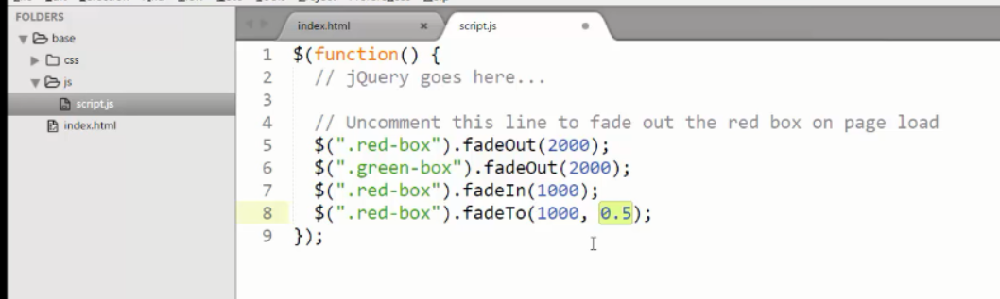 FOLDERS
base
css
js
script.js
index.html
index.html ×
script.js
1 $(function() {
2 // jQuery goes here...
3
4 // Uncomment this line to fade out the red box on page load
5 $(".red-box").fadeOut(2000);
6 $(".green-box").fadeOut(2000);
7 $(".red-box").fadeIn(1000);
8 $(".red-box").fadeTo(1000, 0.5);
9 });